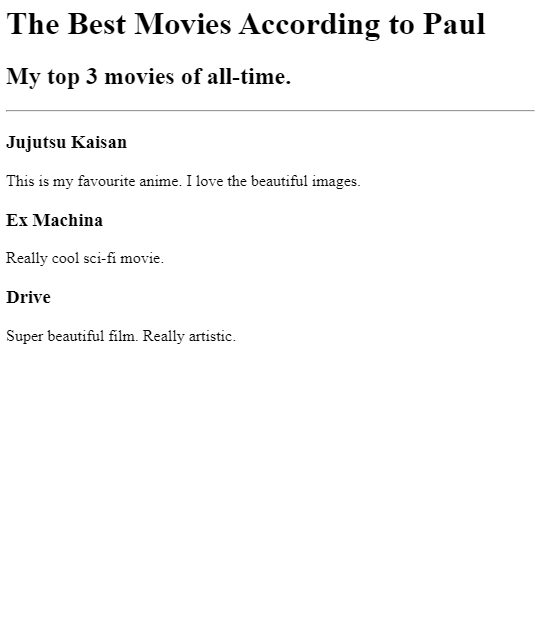 The Best Movies According to Paul
My top 3 movies of all-time.
Jujutsu Kaisan
This is my favourite anime. I love the beautiful images.
Ex Machina
Really cool sci-fi movie.
Drive
Super beautiful film. Really artistic.